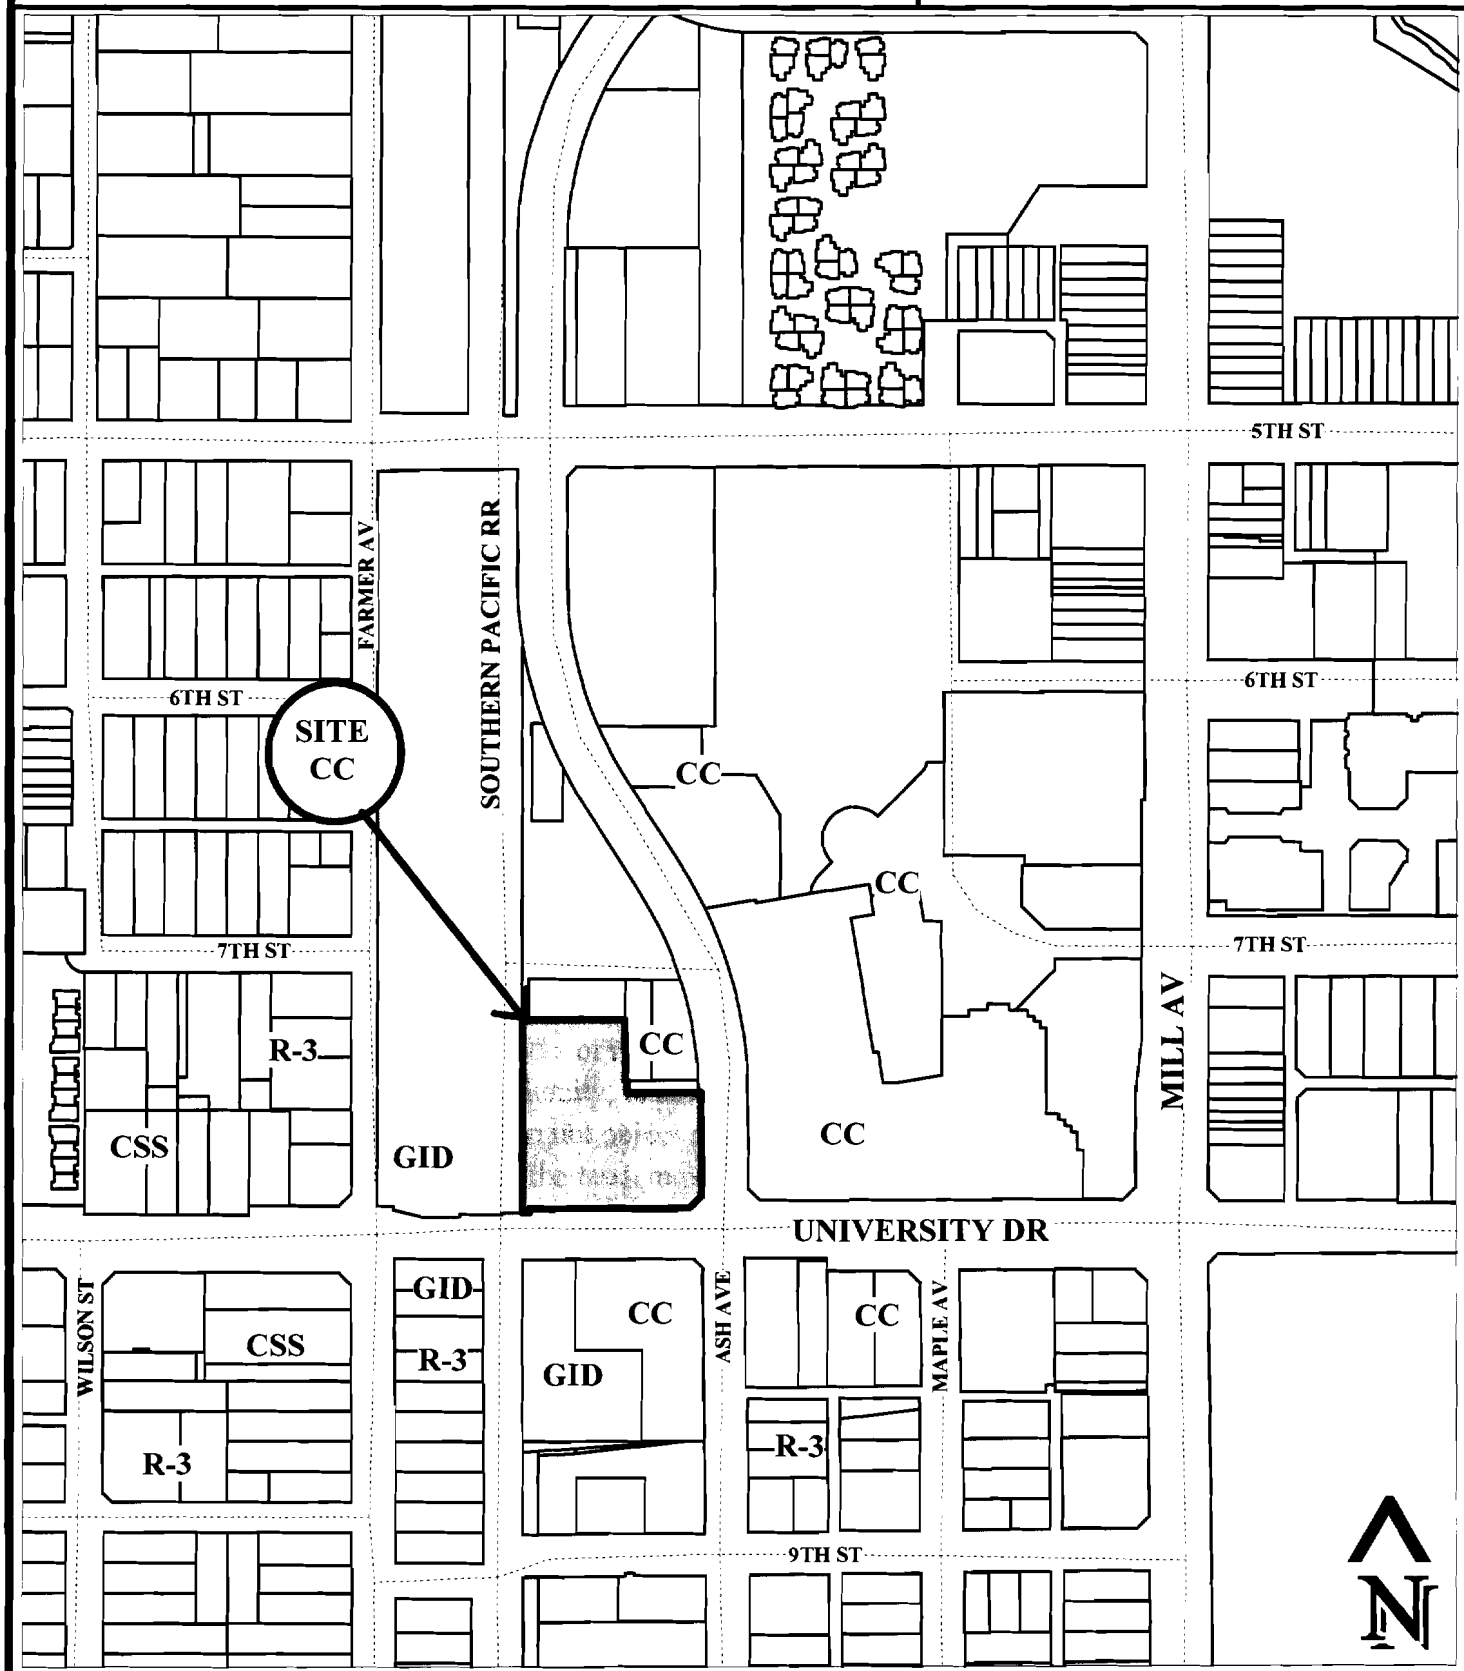 5TH ST
FARMER AV
SOUTHERN PACIFIC RR
6TH ST
6TH ST
SITE
CC
CC
CC
7TH ST
7TH ST
MILL AV
R-3
CC
CSS
GID
CC
UNIVERSITY DR
WILSON ST
GID
CC
ASH AVE
CC
MAPLE AV
CSS
R-3
GID
R-3
R-3
9TH ST
N